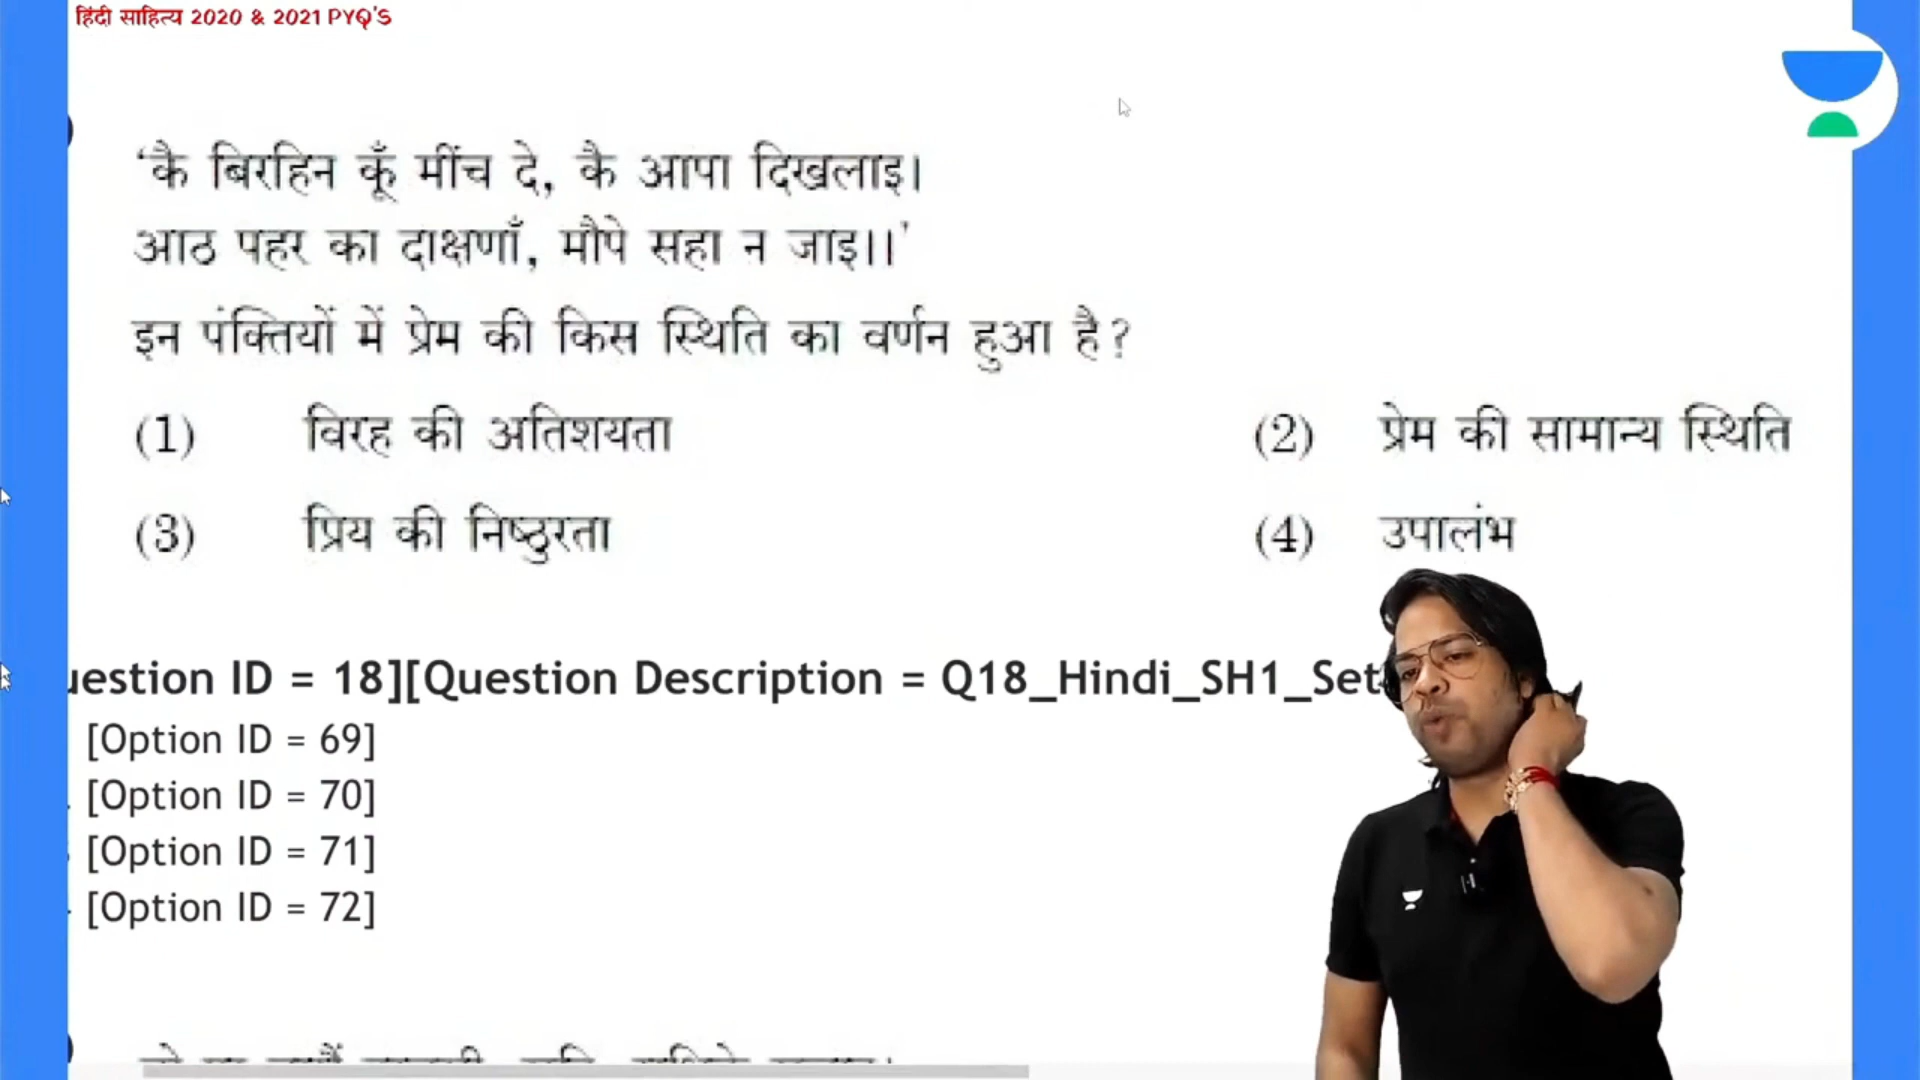 हिंदी साहित्य 2020 & 2021 PYQ'S
‘कै बिरहिन कूँ मींच दे, कै आपा दिखलाइ।
आठ पहर का दाक्षणाँ, मौपे सहा न जाइ।।’
इन पंक्तियों में प्रेम की किस स्थिति का वर्णन हुआ है?
(1) विरह की अतिशयता (2) प्रेम की सामान्य स्थिति
(3) प्रिय की निष्ठुरता (4) उपालंभ
uestion ID = 18][Question Description = Q18_Hindi_SH1_Set
[Option ID = 69]
[Option ID = 70]
[Option ID = 71]
[Option ID = 72]